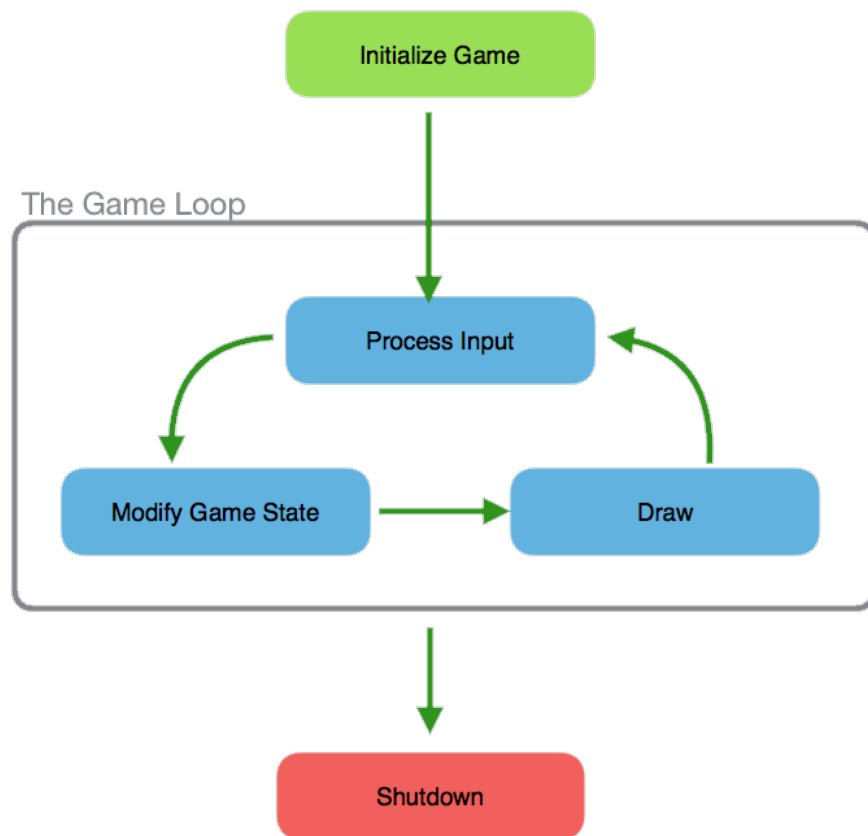 Initialize Game
The Game Loop
Process Input
Modify Game State
Draw
Shutdown